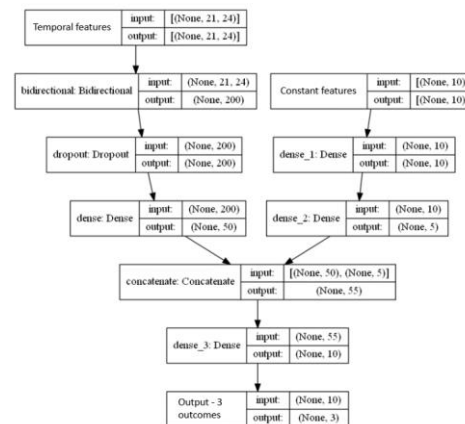 Temporal features
input: [(None, 21, 24)]
output: [(None, 21, 24)]
bidirectional: Bidirectional
input: (None, 21, 24)
output: (None, 200)
Constant features
input: [(None, 10)]
output: [(None, 10)]
dropout: Dropout
input: (None, 200)
output: (None, 200)
dense_1: Dense
input: (None, 10)
output: (None, 10)
dense: Dense
input: (None, 200)
output: (None, 50)
dense_2: Dense
input: (None, 10)
output: (None, 5)
concatenate: Concatenate
input: [(None, 50), (None, 5)]
output: (None, 55)
dense_3: Dense
input: (None, 55)
output: (None, 10)
Output - 3
outcomes
input: (None, 10)
output: (None, 3)